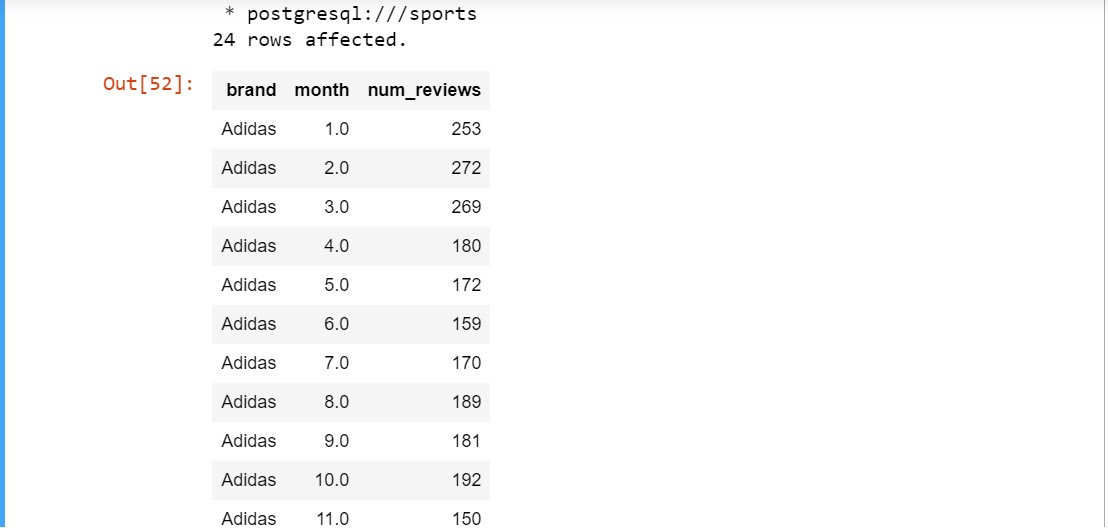 * postgresql:///sports
24 rows affected.
Out[52]:
brand month num_reviews
Adidas 1.0 253
Adidas 2.0 272
Adidas 3.0 269
Adidas 4.0 180
Adidas 5.0 172
Adidas 6.0 159
Adidas 7.0 170
Adidas 8.0 189
Adidas 9.0 181
Adidas 10.0 192
Adidas 11.0 150